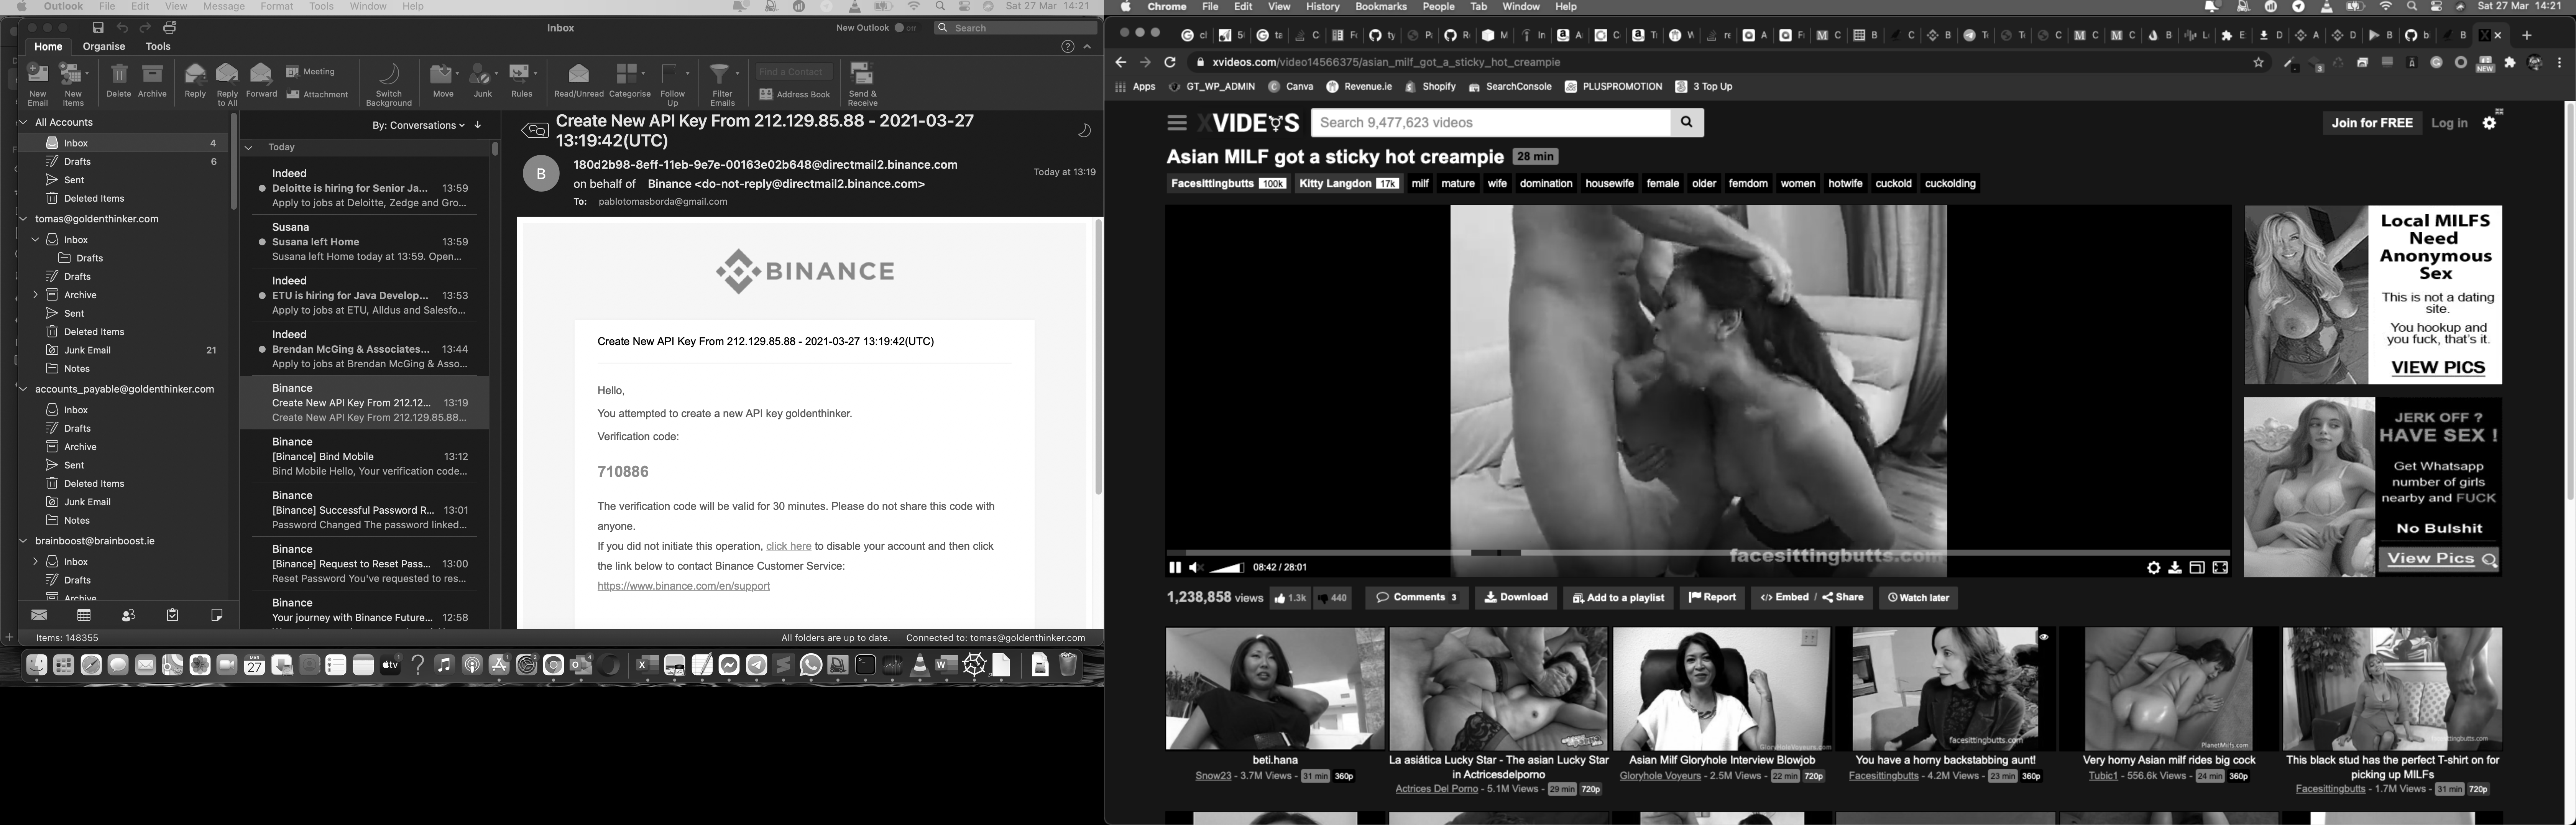 Outlook File Edit View Message Format Tools Window Help
Sat 27 Mar 14:21
Inbox
New Outlook
Search
Home Organise Tools
New Email
New Items
Delete
Archive
Reply
Reply to All
Forward
Meeting
Attachment
Switch Background
Move
Junk
Rules
Read/Unread
Categorise
Follow Up
Filter Emails
Find a Contact
Address Book
Send & Receive
All Accounts
Inbox 4
Drafts 6
Sent
Deleted Items
tomas@goldenthinker.com
Inbox
Drafts
Drafts
Archive
Sent
Deleted Items
Junk Email 21
Notes
accounts_payable@goldenthinker.com
Inbox
Drafts
Archive
Sent
Deleted Items
Junk Email
Notes
brainboost@brainboost.ie
Inbox
Drafts
Archive
By: Conversations
Today
Indeed
Deloitte is hiring for Senior Ja... 13:59
Apply to jobs at Deloitte, Zedge and Gro...
Susana
Susana left Home 13:59
Susana left Home today at 13:59. Open...
Indeed
ETU is hiring for Java Develop... 13:53
Apply to jobs at ETU, Alldus and Salesfo...
Indeed
Brendan McGing & Associates... 13:44
Apply to jobs at Brendan McGing & Asso...
Binance
Create New API Key From 212.12... 13:19
Create New API Key From 212.129.85.88...
Binance
[Binance] Bind Mobile 13:12
Bind Mobile Hello, Your verification code...
Binance
[Binance] Successful Password R... 13:01
Password Changed The password linked...
Binance
[Binance] Request to Reset Pass... 13:00
Reset Password You've requested to res...
Binance
Your journey with Binance Future... 12:58
Create New API Key From 212.129.85.88 - 2021-03-27
13:19:42(UTC)
B
180d2b98-8eff-11eb-9e7e-00163e02b648@directmail2.binance.com
on behalf of Binance <do-not-reply@directmail2.binance.com>
Today at 13:19
To: pablotomasborda@gmail.com
BINANCE
Create New API Key From 212.129.85.88 - 2021-03-27 13:19:42(UTC)
Hello,
You attempted to create a new API key goldenthinker.
Verification code:
710886
The verification code will be valid for 30 minutes. Please do not share this code with
anyone.
If you did not initiate this operation, click here to disable your account and then click
the link below to contact Binance Customer Service:
https://www.binance.com/en/support
Items: 148355
All folders are up to date. Connected to: tomas@goldenthinker.com
Chrome File Edit View History Bookmarks People Tab Window Help
Sat 27 Mar 14:21
xvideos.com/video14566375/asian_milf_got_a_sticky_hot_creampie
Apps GT_WP_ADMIN Canva Revenue.ie Shopify SearchConsole PLUSPROMOTION 3 Top Up
XVIDEOS
Search 9,477,623 videos
Join for FREE Log in
Asian MILF got a sticky hot creampie 28 min
Facesittingbutts 100k Kitty Langdon 17k milf mature wife domination housewife female older femdom women hotwife cuckold cuckolding
facesittingbutts.com
08:42 / 28:01
Local MILFS
Need
Anonymous
Sex
This is not a dating
site.
You hookup and
you fuck, that's it.
VIEW PICS
JERK OFF ?
HAVE SEX !
Get Whatsapp
number of girls
nearby and FUCK
No Bulshit
View Pics
1,238,858 views 1.3k 440 Comments 3 Download Add to a playlist Report Embed / Share Watch later
beti.hana
Snow23 - 3.7M Views - 31 min 360p
La asiática Lucky Star - The asian Lucky Star
in Actricesdelporno
Actrices Del Porno - 5.1M Views - 29 min 720p
GloryholeVoyeurs.com
Asian Milf Gloryhole Interview Blowjob
Gloryhole Voyeurs - 2.5M Views - 22 min 720p
facesittingbutts.com
You have a horny backstabbing aunt!
Facesittingbutts - 4.2M Views - 23 min 360p
PlanetMilfs.com
Very horny Asian milf rides big cock
Tubic1 - 556.6k Views - 24 min 360p
This black stud has the perfect T-shirt on for
picking up MILFs
Facesittingbutts - 1.7M Views - 31 min 720p